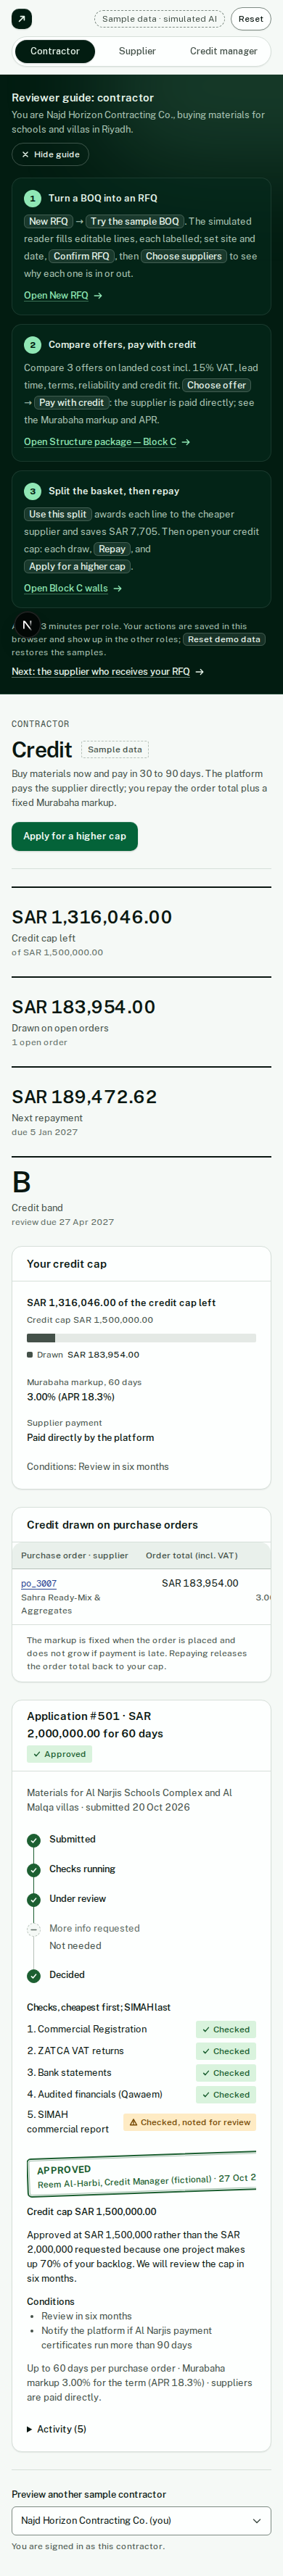 Sample data · simulated AI
Reset
Contractor
Supplier
Credit manager
Reviewer guide: contractor
You are Najd Horizon Contracting Co., buying materials for
schools and villas in Riyadh.
Hide guide
1 Turn a BOQ into an RFQ
New RFQ → Try the sample BOQ. The simulated
reader fills editable lines, each labelled; set site and
date, Confirm RFQ, then Choose suppliers to see
why each one is in or out.
Open New RFQ →
2 Compare offers, pay with credit
Compare 3 offers on landed cost incl. 15% VAT, lead
time, terms, reliability and credit fit. Choose offer
→ Pay with credit: the supplier is paid directly; see
the Murabaha markup and APR.
Open Structure package — Block C →
3 Split the basket, then repay
Use this split awards each line to the cheaper
supplier and saves SAR 7,705. Then open your credit
cap: each draw, Repay, and
Apply for a higher cap.
Open Block C walls →
3 minutes per role. Your actions are saved in this
browser and show up in the other roles; Reset demo data
restores the samples.
Next: the supplier who receives your RFQ →
CONTRACTOR
Credit
Sample data
Buy materials now and pay in 30 to 90 days. The platform
pays the supplier directly; you repay the order total plus a
fixed Murabaha markup.
Apply for a higher cap
SAR 1,316,046.00
Credit cap left
of SAR 1,500,000.00
SAR 183,954.00
Drawn on open orders
1 open order
SAR 189,472.62
Next repayment
due 5 Jan 2027
B
Credit band
review due 27 Apr 2027
Your credit cap
SAR 1,316,046.00 of the credit cap left
Credit cap SAR 1,500,000.00
Drawn SAR 183,954.00
Murabaha markup, 60 days
3.00% (APR 18.3%)
Supplier payment
Paid directly by the platform
Conditions: Review in six months
Credit drawn on purchase orders
Purchase order · supplier
Order total (incl. VAT)
po_3007
SAR 183,954.00
Sahra Ready-Mix &
Aggregates
3.0
The markup is fixed when the order is placed and
does not grow if payment is late. Repaying releases
the order total back to your cap.
Application #501 · SAR
2,000,000.00 for 60 days
Approved
Materials for Al Narjis Schools Complex and Al
Malqa villas · submitted 20 Oct 2026
Submitted
Checks running
Under review
More info requested
Not needed
Decided
Checks, cheapest first; SIMAH last
1. Commercial Registration
Checked
2. ZATCA VAT returns
Checked
3. Bank statements
Checked
4. Audited financials (Qawaem)
Checked
5. SIMAH
commercial report
Checked, noted for review
APPROVED
Reem Al-Harbi, Credit Manager (fictional) · 27 Oct 2
Credit cap SAR 1,500,000.00
Approved at SAR 1,500,000 rather than the SAR
2,000,000 requested because one project makes
up 70% of your backlog. We will review the cap in
six months.
Conditions
• Review in six months
• Notify the platform if Al Narjis payment
certificates run more than 90 days
Up to 60 days per purchase order · Murabaha
markup 3.00% for the term (APR 18.3%) · suppliers
are paid directly.
Activity (5)
Preview another sample contractor
Najd Horizon Contracting Co. (you)
You are signed in as this contractor.